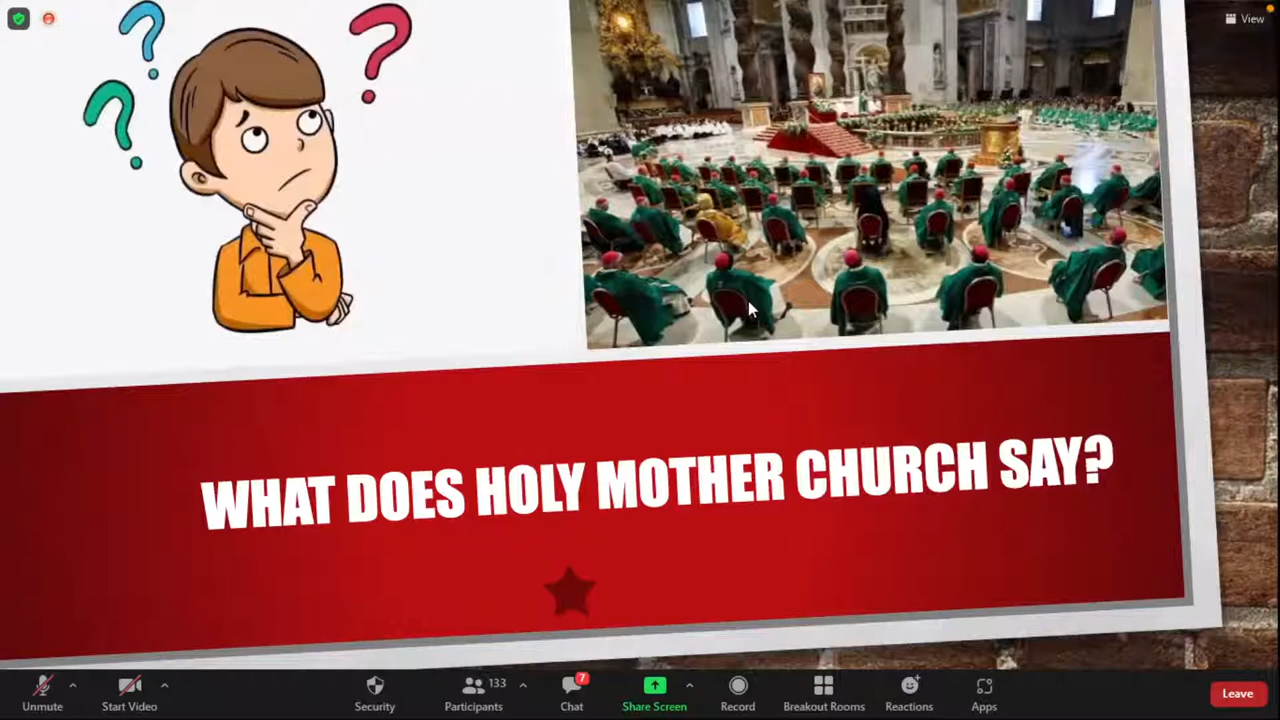 View
WHAT DOES HOLY MOTHER CHURCH SAY?
133
7
Unmute
Start Video
Security
Participants
Chat
Share Screen
Record
Breakout Rooms
Reactions
Apps
Leave